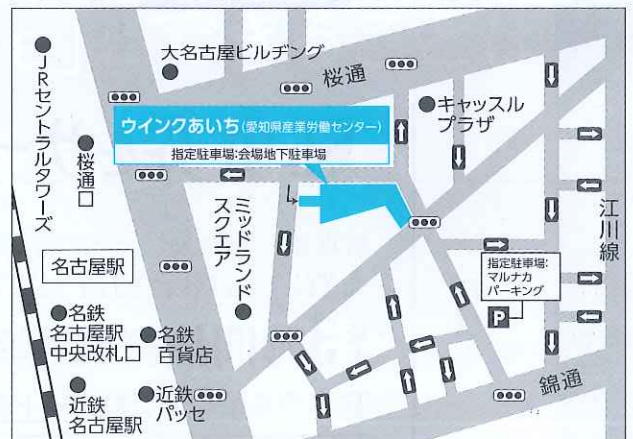 大名古屋ビルヂング
桜通
JRセントラルタワーズ
桜通口
キャッスル
プラザ
ウインクあいち(愛知県産業労働センター)
指定駐車場:会場地下駐車場
ミッドランド
スクエア
江川線
名古屋駅
指定駐車場:
マルナカ
パーキング
P
名鉄
名古屋駅
中央改札口
名鉄
百貨店
近鉄
名古屋駅
近鉄
パッセ
錦通